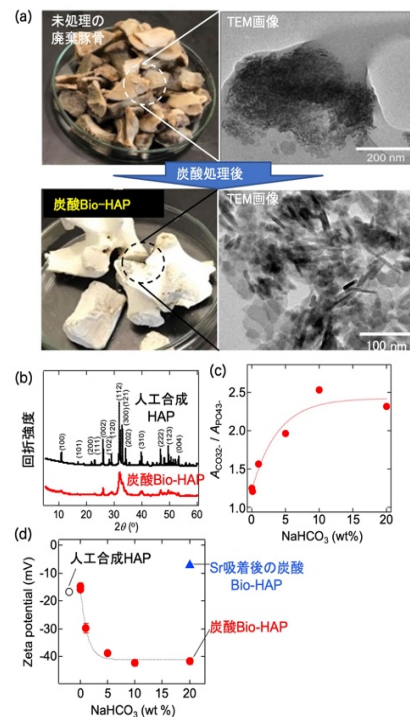 (a)
未処理の
廃棄豚骨
TEM画像
200 nm
炭酸処理後
炭酸Bio-HAP
TEM画像
100 nm
(b)
回折強度
(100)
(101)
(200)
(111)
(002)
(102)
(120)
(112)
(300)
(121)
(202)
(310)
(222)
(123)
(004)
人工合成
HAP
炭酸Bio-HAP
0 10 20 30 40 50 60
2θ (°)
(c)
A CO32- / A PO43-
2.5
2.0
1.5
1.0
0 5 10 15 20
NaHCO3 (wt%)
(d)
Zeta potential (mV)
0
-10
-20
-30
-40
-50
人工合成HAP
Sr吸着後の炭酸
Bio-HAP
炭酸Bio-HAP
0 5 10 15 20
NaHCO3 (wt %)